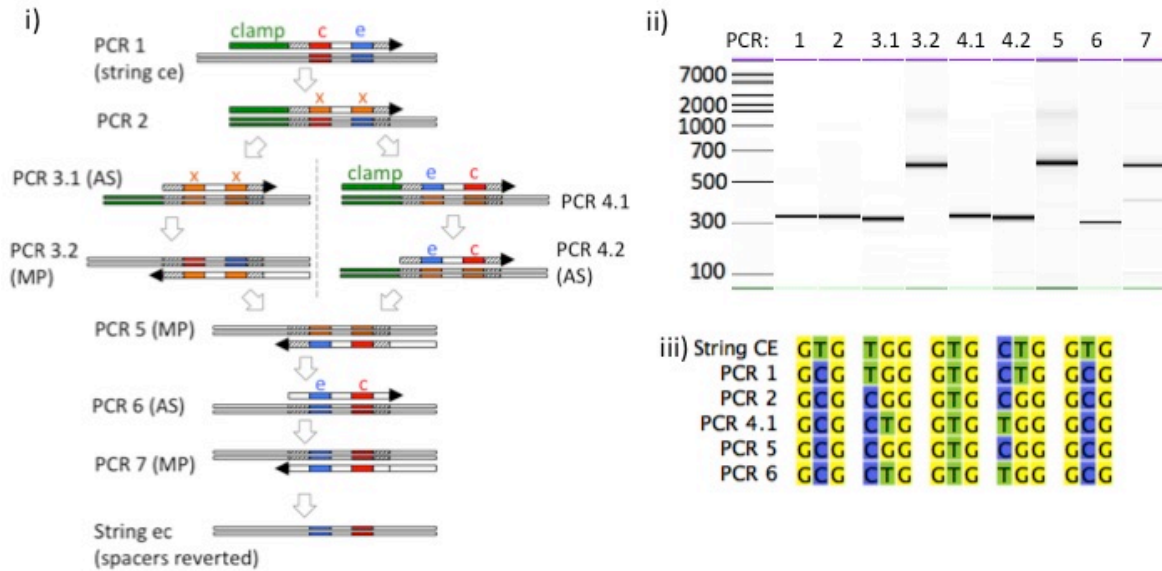 i)
clamp c e
PCR 1
(string ce)
x x
PCR 2
x x
PCR 3.1 (AS)
clamp e c
PCR 4.1
PCR 3.2
(MP)
e c
PCR 4.2
(AS)
PCR 5 (MP)
e c
PCR 6 (AS)
PCR 7 (MP)
String ec
(spacers reverted)
ii)
PCR: 1 2 3.1 3.2 4.1 4.2 5 6 7
7000
2000
1000
700
500
300
100
iii)
String CE GTG TGG GTG CTG GTG
PCR 1 GCG TGG GTG CTG GCG
PCR 2 GCG CGG GTG CGG GCG
PCR 4.1 GCG CTG GTG TGG GCG
PCR 5 GCG CGG GTG CGG GCG
PCR 6 GCG CTG GTG TGG GCG